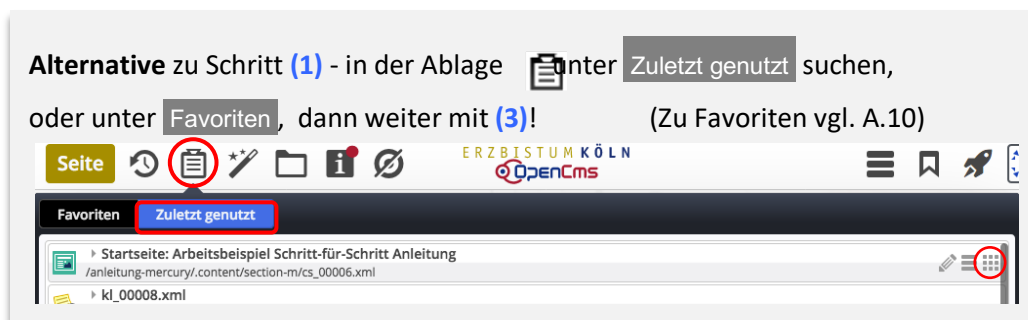 Alternative zu Schritt (1) - in der Ablage unter Zuletzt genutzt suchen,
oder unter Favoriten, dann weiter mit (3)! (Zu Favoriten vgl. A.10)
Seite ERZBISTUM KÖLN
OpenCms
Favoriten Zuletzt genutzt
Startseite: Arbeitsbeispiel Schritt-für-Schritt Anleitung
/anleitung-mercury/.content/section-m/cs_00006.xml
kl_00008.xml